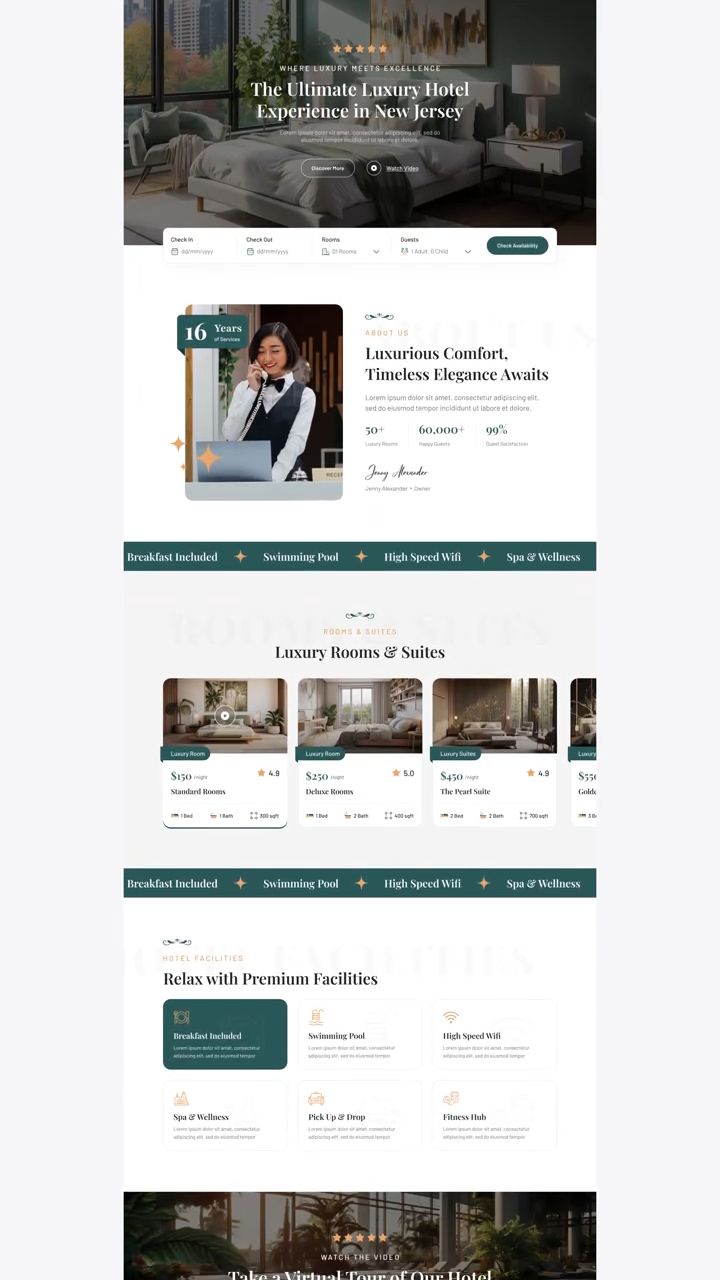 WHERE LUXURY MEETS EXCELLENCE
The Ultimate Luxury Hotel
Experience in New Jersey
Lorem ipsum dolor sit amet, consectetur adipiscing elit, sed do
eiusmod tempor incididunt ut labore et dolore.
Discover More
Watch Video
Check In
Check Out
Rooms
Guests
dd/mm/yyyy
dd/mm/yyyy
01 Rooms
1 Adult, 0 Child
Check Availability
16 Years
of Services
ABOUT US
Luxurious Comfort,
Timeless Elegance Awaits
Lorem ipsum dolor sit amet, consectetur adipiscing elit,
sed do eiusmod tempor incididunt ut labore et dolore.
50+
60,000+
99%
Luxury Rooms
Happy Guests
Guest Satisfaction
Jenny Alexander
Jenny Alexander • Owner
RECEP
Breakfast Included
Swimming Pool
High Speed Wifi
Spa & Wellness
ROOMS & SUITES
ROOMS & SUITES
Luxury Rooms & Suites
Luxury Room
$150 /night
4.9
Standard Rooms
1 Bed
1 Bath
300 sqft
Luxury Room
$250 /night
5.0
Deluxe Rooms
1 Bed
2 Bath
400 sqft
Luxury Suites
$450 /night
4.9
The Pearl Suite
2 Bed
2 Bath
700 sqft
Luxury
$550
Golde
3 B
Breakfast Included
Swimming Pool
High Speed Wifi
Spa & Wellness
HOTEL FACILITIES
Relax with Premium Facilities
Breakfast Included
Lorem ipsum dolor sit amet, consectetur
adipiscing elit, sed do eiusmod tempor
Swimming Pool
Lorem ipsum dolor sit amet, consectetur
adipiscing elit, sed do eiusmod tempor
High Speed Wifi
Lorem ipsum dolor sit amet, consectetur
adipiscing elit, sed do eiusmod tempor
Spa & Wellness
Lorem ipsum dolor sit amet, consectetur
adipiscing elit, sed do eiusmod tempor
Pick Up & Drop
Lorem ipsum dolor sit amet, consectetur
adipiscing elit, sed do eiusmod tempor
Fitness Hub
Lorem ipsum dolor sit amet, consectetur
adipiscing elit, sed do eiusmod tempor
WATCH THE VIDEO
Take a Virtual Tour of Our Hotel